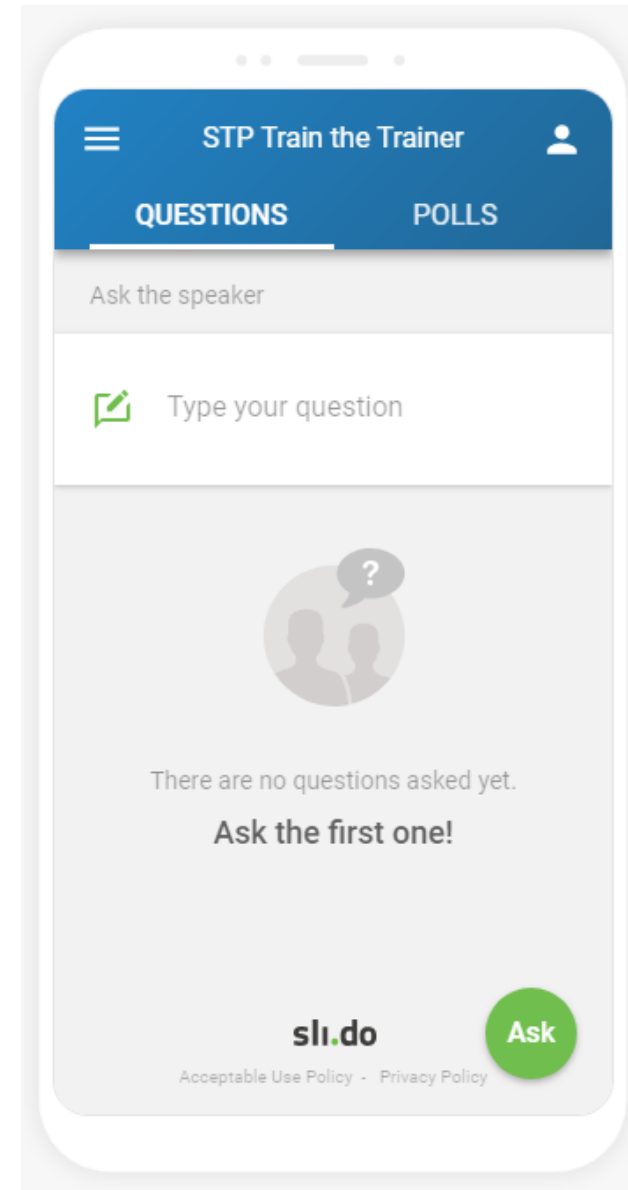 STP Train the Trainer
QUESTIONS POLLS
Ask the speaker
Type your question
?
There are no questions asked yet.
Ask the first one!
slı.do
Ask
Acceptable Use Policy - Privacy Policy